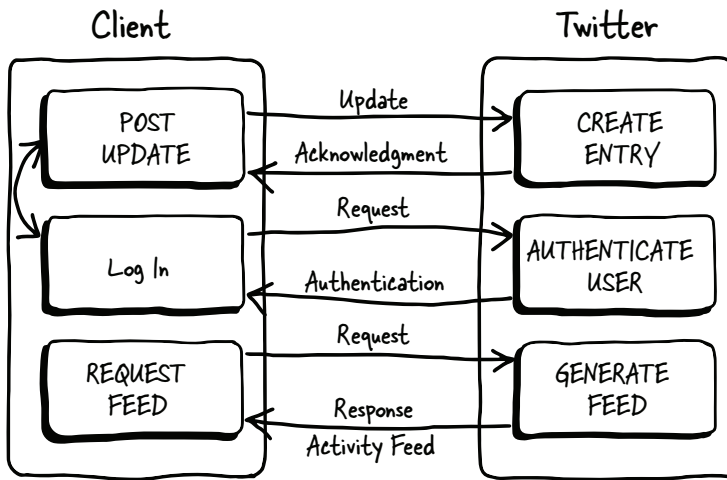 Client
Twitter
POST
UPDATE
Update
Acknowledgment
CREATE
ENTRY
Log In
Request
Authentication
AUTHENTICATE
USER
REQUEST
FEED
Request
Response
Activity Feed
GENERATE
FEED